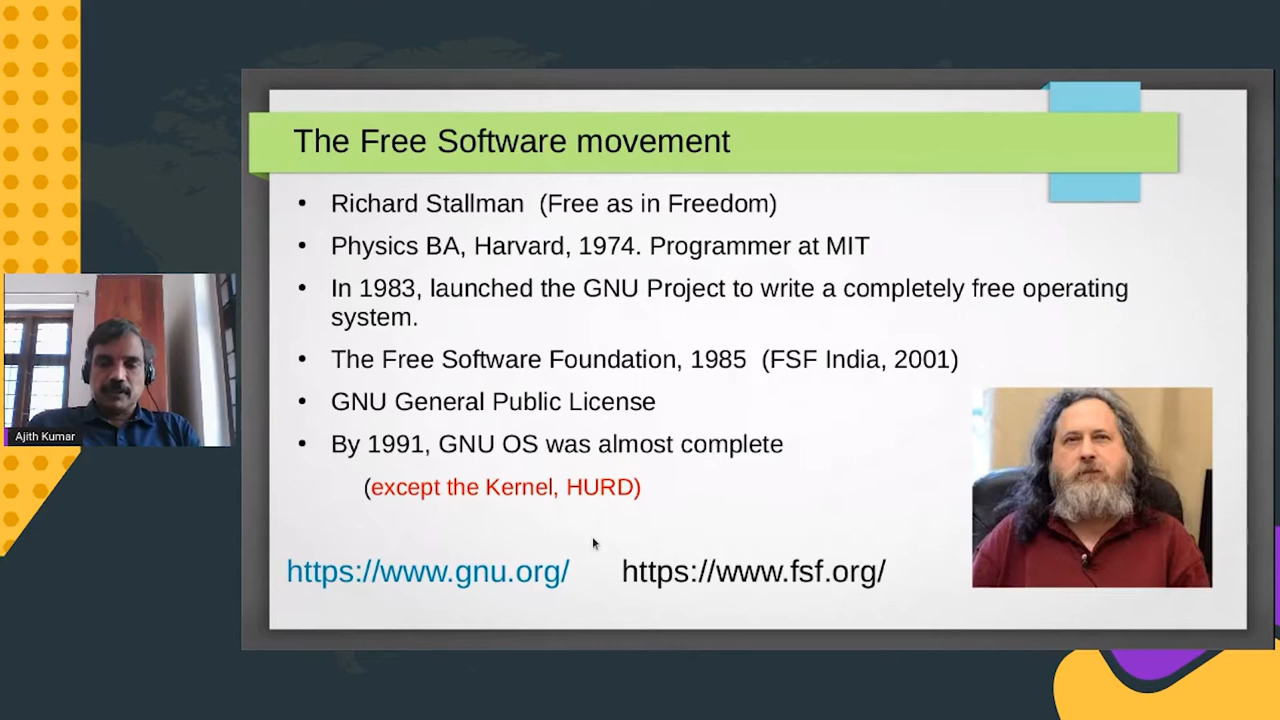 The Free Software movement
• Richard Stallman (Free as in Freedom)
• Physics BA, Harvard, 1974. Programmer at MIT
• In 1983, launched the GNU Project to write a completely free operating
system.
• The Free Software Foundation, 1985 (FSF India, 2001)
• GNU General Public License
• By 1991, GNU OS was almost complete
(except the Kernel, HURD)
https://www.gnu.org/ https://www.fsf.org/
Ajith Kumar